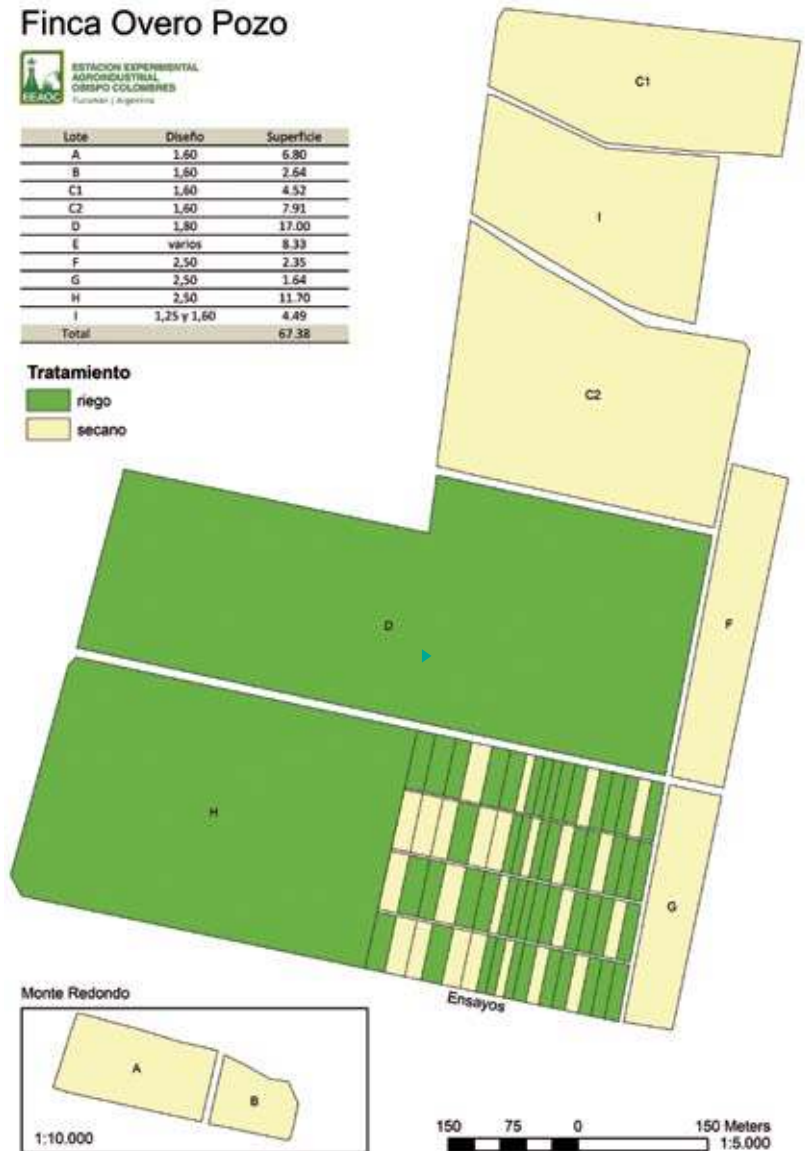 Finca Overo Pozo
EEAOC
ESTACION EXPERIMENTAL
AGROINDUSTRIAL
OBISPO COLOMBRES
Tucumán | Argentina
Lote Diseño Superficie
A 1.60 6.80
B 1,60 2.64
C1 1,60 4.52
C2 1,60 7.91
D 1,80 17.00
E varios 8.33
F 2,50 2.35
G 2,50 1.64
H 2,50 11.70
I 1,25 y 1,60 4.49
Total 67.38
Tratamiento
riego
secano
C1
I
C2
D
F
H
G
Ensayos
Monte Redondo
A
B
1:10.000
150 75 0 150 Meters
1:5.000